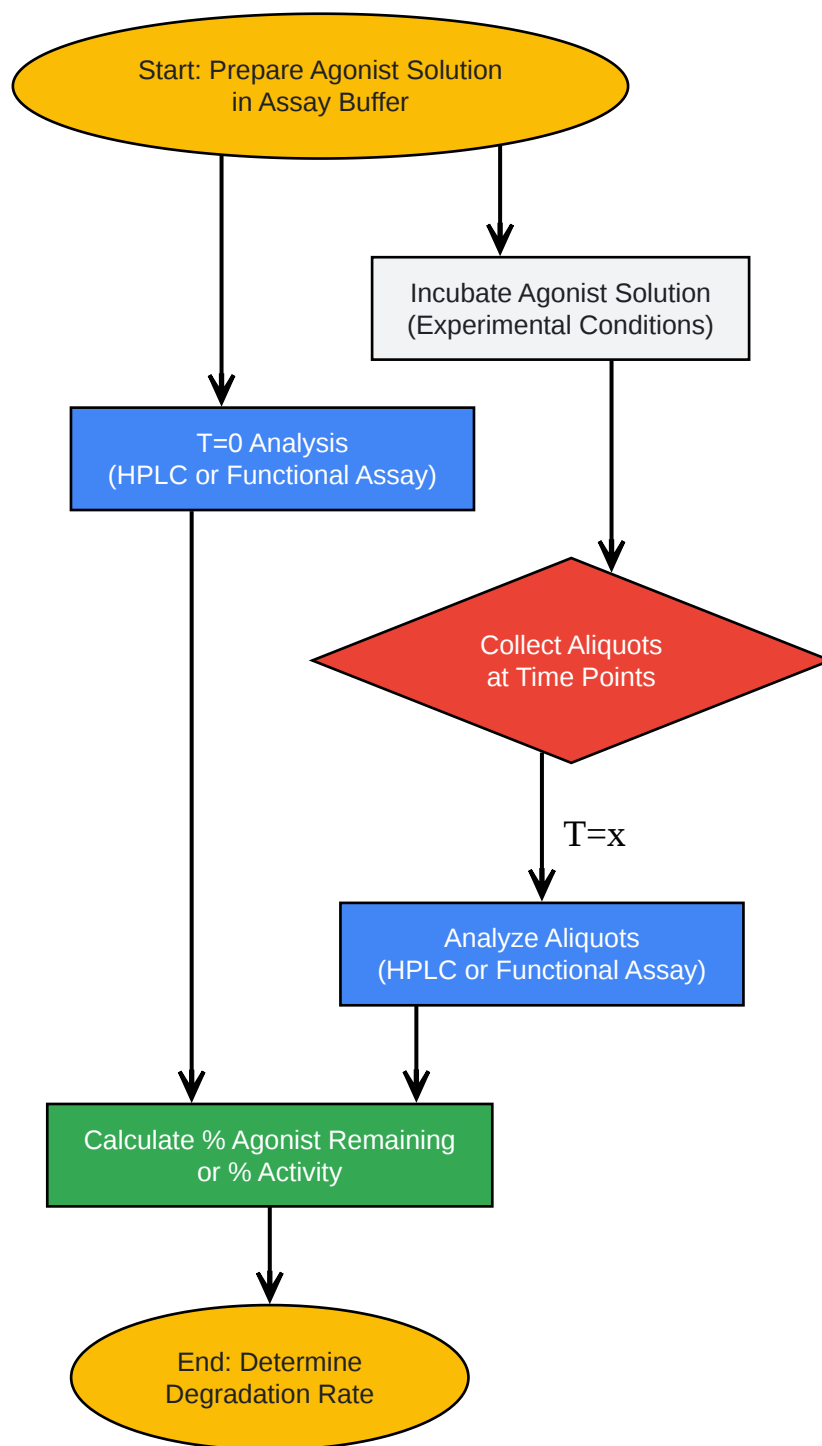 Start: Prepare Agonist Solution
in Assay Buffer
Incubate Agonist Solution
(Experimental Conditions)
T=0 Analysis
(HPLC or Functional Assay)
Collect Aliquots
at Time Points
T=x
Analyze Aliquots
(HPLC or Functional Assay)
Calculate % Agonist Remaining
or % Activity
End: Determine
Degradation Rate